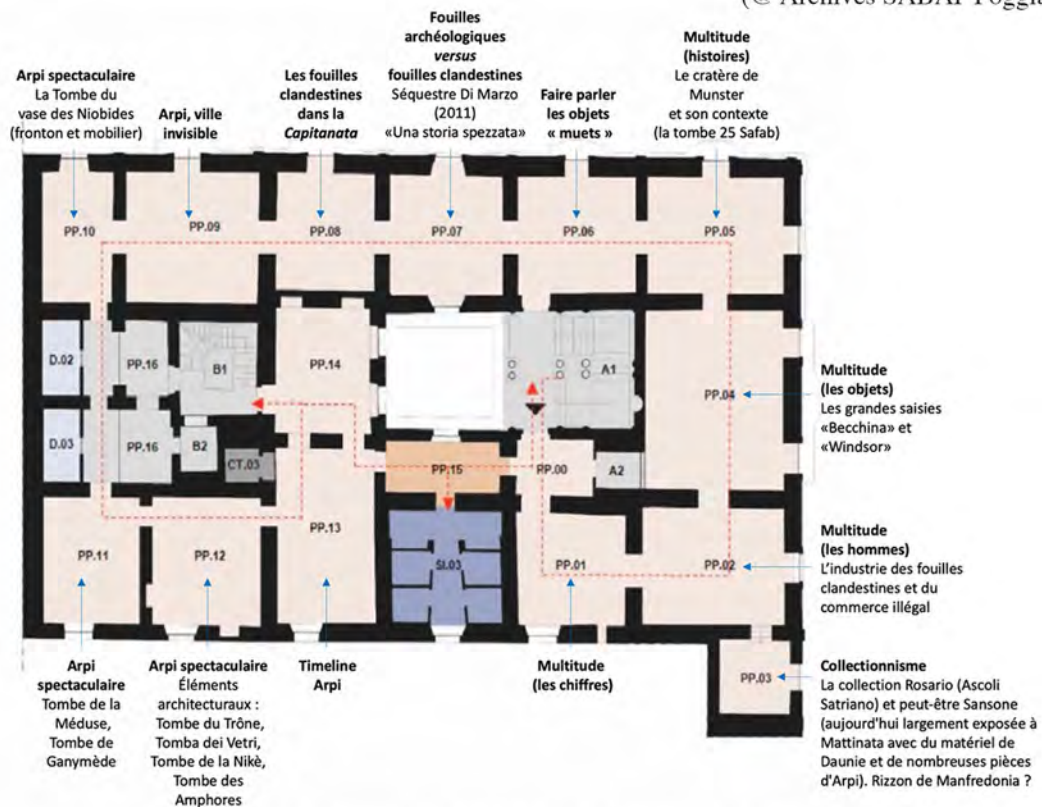 (© Archives SABAP Foggia
Arpi spectaculaire
La Tombe du
vase des Niobides
(fronton et mobilier)
Arpi, ville
invisible
Les fouilles
clandestines
dans la
Capitanata
Fouilles
archéologiques
versus
fouilles clandestines
Séquestre Di Marzo
(2011)
«Una storia spezzata»
Faire parler
les objets
« muets »
Multitude
(histoires)
Le cratère de
Munster
et son contexte
(la tombe 25 Safab)
PP.10
PP.09
PP.08
PP.07
PP.06
PP.05
D.02
PP.16
B1
PP.14
A1
PP.04
Multitude
(les objets)
Les grandes saisies
«Becchina» et
«Windsor»
D.03
PP.16
B2
CT.03
PP.15
PP.00
A2
PP.11
PP.12
PP.13
SI.03
PP.01
PP.02
Multitude
(les hommes)
L'industrie des fouilles
clandestines et du
commerce illégal
PP.03
Collectionnisme
La collection Rosario (Ascoli
Satriano) et peut-être Sansone
(aujourd'hui largement exposée à
Mattinata avec du matériel de
Daunie et de nombreuses pièces
d'Arpi). Rizzon de Manfredonia ?
Arpi
spectaculaire
Tombe de la
Méduse,
Tombe de
Ganymède
Arpi spectaculaire
Éléments
architecturaux :
Tombe du Trône,
Tomba dei Vetri,
Tombe de la Nikè,
Tombe des
Amphores
Timeline
Arpi
Multitude
(les chiffres)